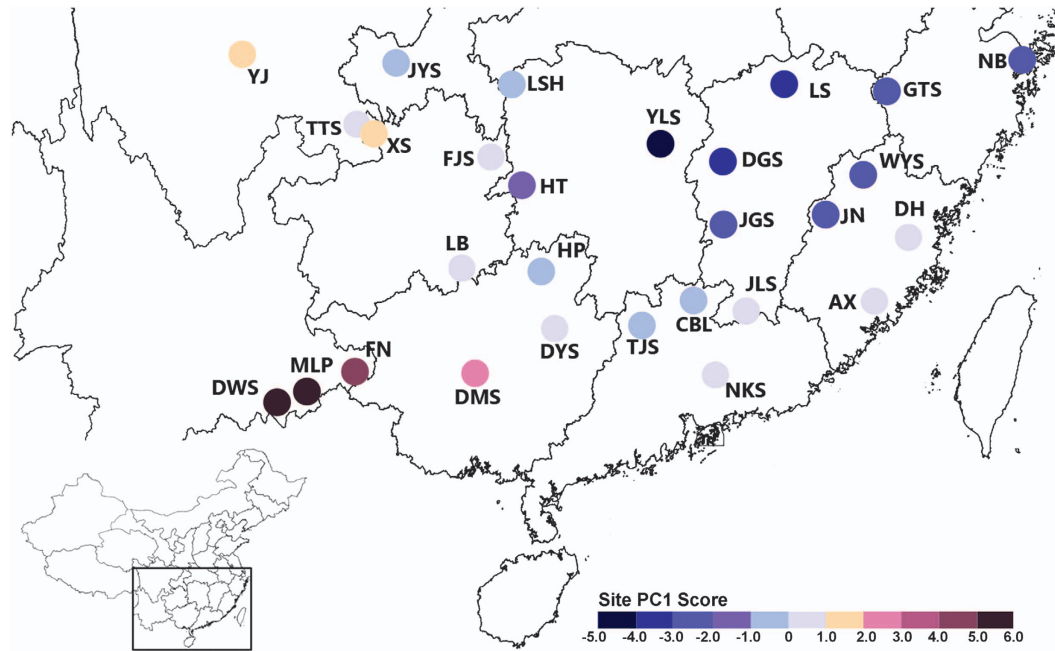 YJ
JYS
LSH
LS
GTS
NB
TTS
XS
FJS
YLS
DGS
WYS
HT
JGS
JN
DH
LB
HP
JLS
AX
CBL
TJS
DYS
FN
MLP
DWS
DMS
NKS
Site PC1 Score
-5.0 -4.0 -3.0 -2.0 -1.0 0 1.0 2.0 3.0 4.0 5.0 6.0